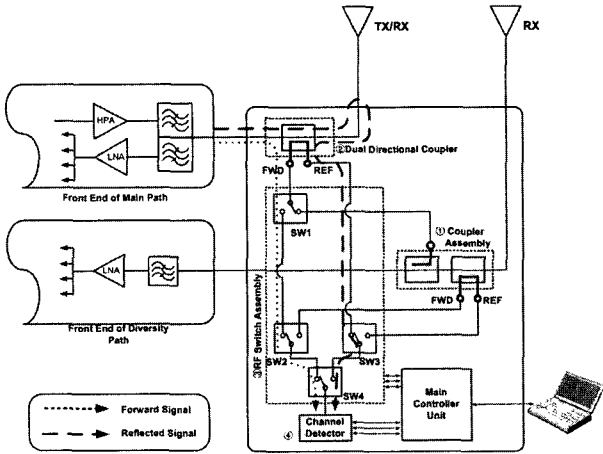 TX/RX
RX
HPA
LNA
Front End of Main Path
②Dual Directional Coupler
FWD
REF
SW1
① Coupler
Assembly
LNA
FWD
REF
Front End of Diversity
Path
③RF Switch Assembly
SW2
SW3
SW4
Main
Controller
Unit
④
Channel
Detector
Forward Signal
Reflected Signal